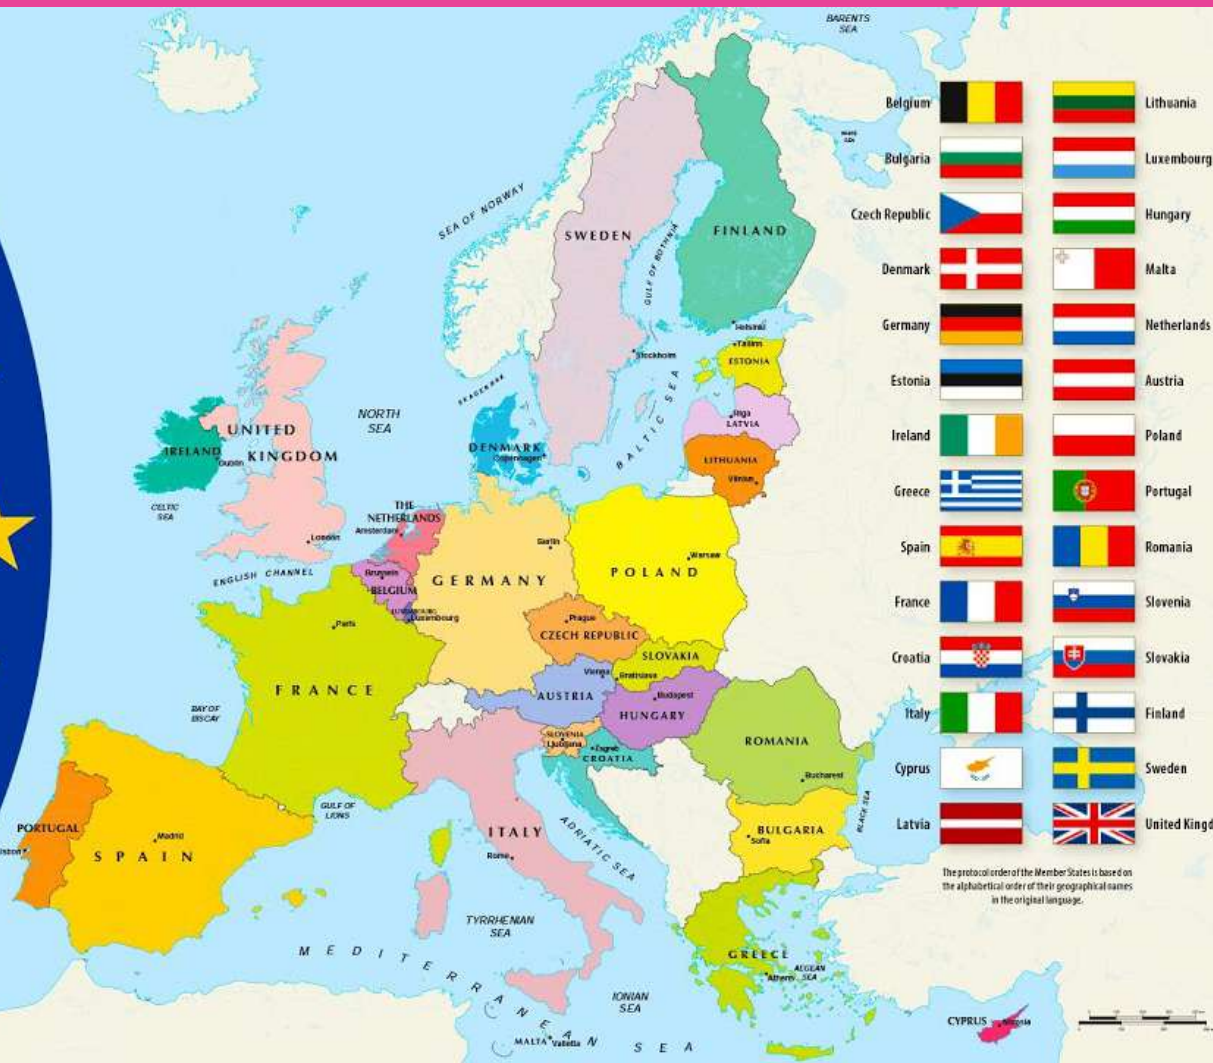 BARENTS
SEA
WHITE
SEA
SEA OF NORWAY
SWEDEN
FINLAND
GULF OF BOTHNIA
Helsinki
Tallinn
Stockholm
ESTONIA
SKAGERRAK
NORTH
SEA
BALTIC SEA
Riga
LATVIA
UNITED
KINGDOM
IRELAND
Dublin
DENMARK
Copenhagen
LITHUANIA
Vilnius
CELTIC
SEA
THE
NETHERLANDS
Amsterdam
London
Berlin
Warsaw
ENGLISH CHANNEL
Brussels
BELGIUM
GERMANY
POLAND
LUXEMBOURG
Luxembourg
Paris
Prague
CZECH REPUBLIC
SLOVAKIA
Vienna
Bratislava
FRANCE
AUSTRIA
Budapest
HUNGARY
BAY OF
BISCAY
SLOVENIA
Ljubljana
Zagreb
CROATIA
ROMANIA
Bucharest
GULF OF
LIONS
BLACK SEA
PORTUGAL
Madrid
SPAIN
ITALY
Rome
ADRIATIC SEA
BULGARIA
Sofia
TYRRHENIAN
SEA
MEDITERRANEAN SEA
GREECE
Athens
AEGEAN
SEA
IONIAN
SEA
MALTA
Valletta
CYPRUS
Nicosia
Belgium
Lithuania
Bulgaria
Luxembourg
Czech Republic
Hungary
Denmark
Malta
Germany
Netherlands
Estonia
Austria
Ireland
Poland
Greece
Portugal
Spain
Romania
France
Slovenia
Croatia
Slovakia
Italy
Finland
Cyprus
Sweden
Latvia
United Kingd
The protocol order of the Member States is based on
the alphabetical order of their geographical names
in the original language.